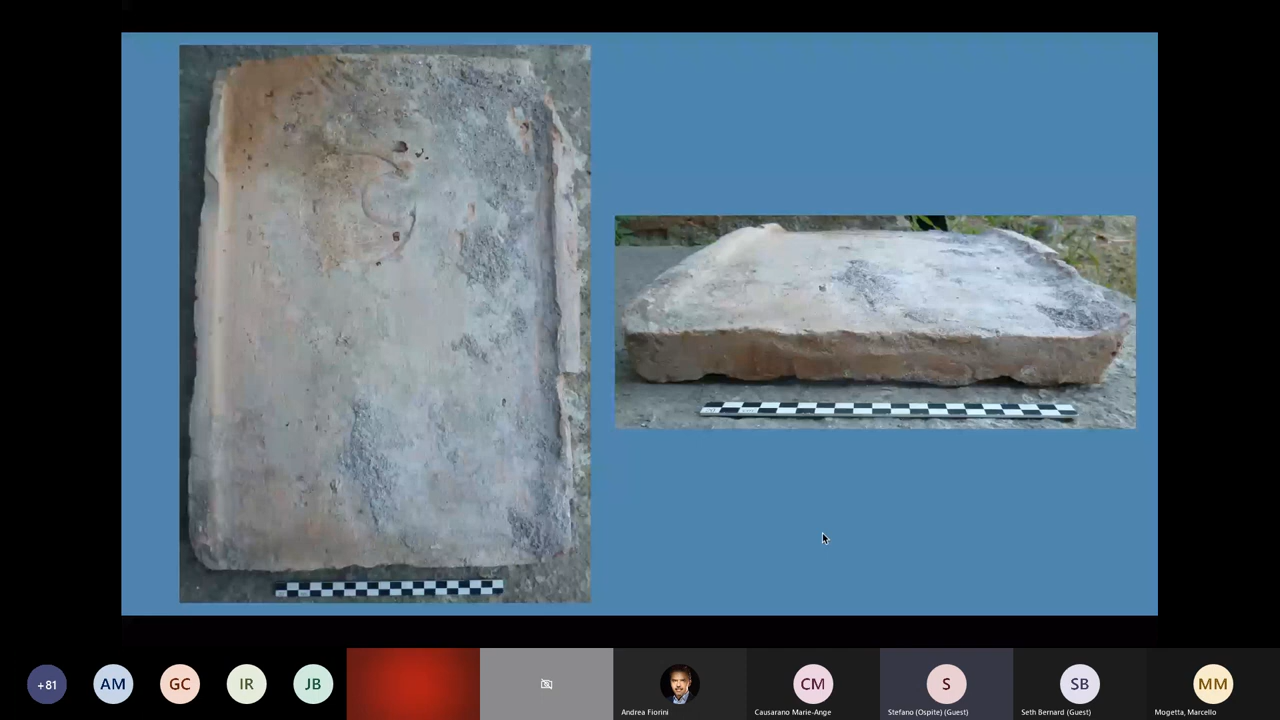 +81
AM
GC
IR
JB
Andrea Fiorini
CM
Causarano Marie-Ange
S
Stefano (Ospite) (Guest)
SB
Seth Bernard (Guest)
MM
Mogetta, Marcello